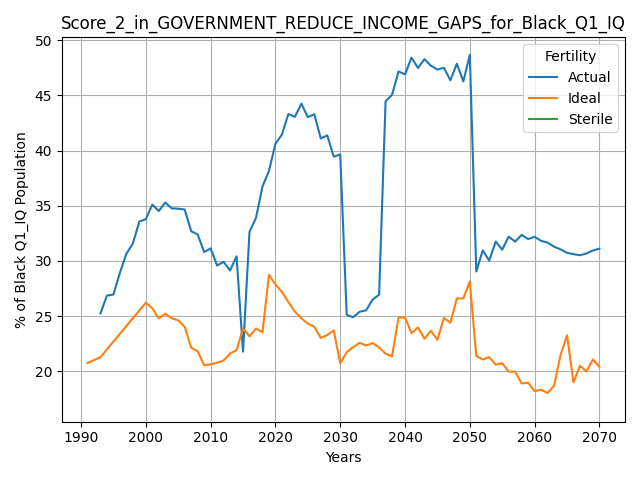 Score_2_in_GOVERNMENT_REDUCE_INCOME_GAPS_for_Black_Q1_IQ
Fertility
Actual
Ideal
Sterile
% of Black Q1_IQ Population
50
45
40
35
30
25
20
1990 2000 2010 2020 2030 2040 2050 2060 2070
Years